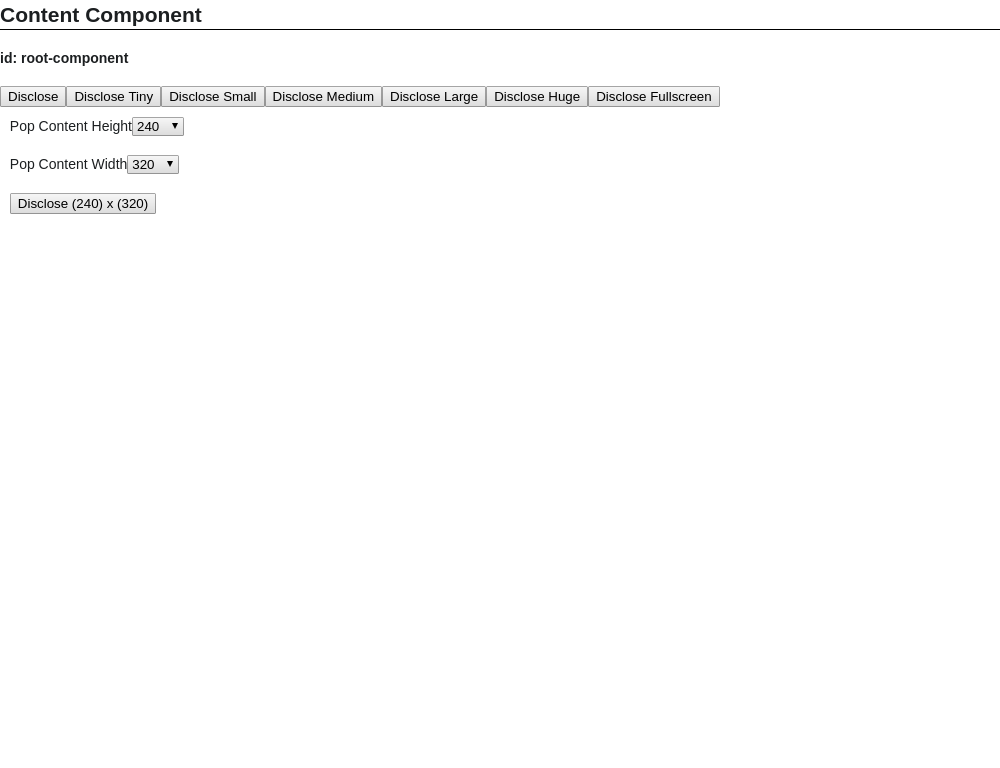 Content Component
id: root-component
Disclose Disclose Tiny Disclose Small Disclose Medium Disclose Large Disclose Huge Disclose Fullscreen
Pop Content Height 240
Pop Content Width 320
Disclose (240) x (320)